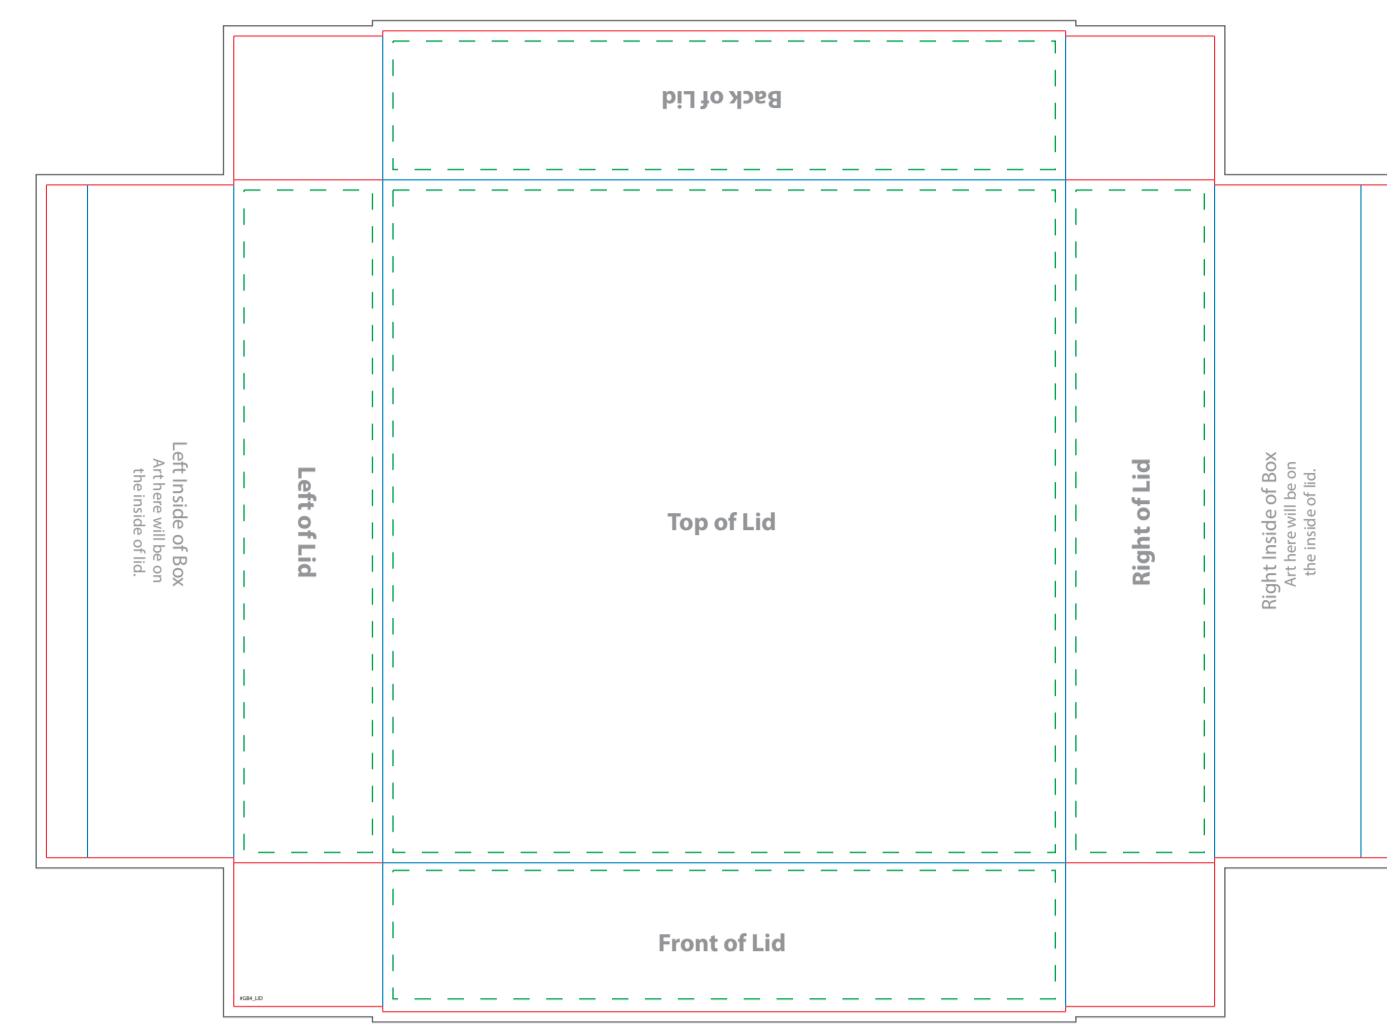 Back of Lid
Left Inside of Box
Art here will be on
the inside of lid.
Left of Lid
Top of Lid
Right of Lid
Right Inside of Box
Art here will be on
the inside of lid.
Front of Lid
#GB4_LID